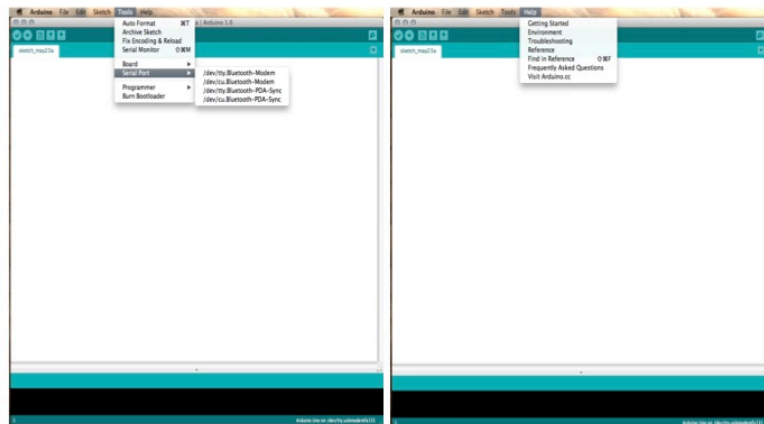 Arduino File Edit Sketch Tools Help
Auto Format ⌘T
Archive Sketch
Fix Encoding & Reload
Serial Monitor ⇧⌘M
Board
Serial Port
Programmer
Burn Bootloader
/dev/tty.Bluetooth-Modem
/dev/cu.Bluetooth-Modem
/dev/tty.Bluetooth-PDA-Sync
/dev/cu.Bluetooth-PDA-Sync
| Arduino 1.0
sketch_may23a
1
Arduino File Edit Sketch Tools Help
Getting Started
Environment
Troubleshooting
Reference
Find in Reference ⇧⌘F
Frequently Asked Questions
Visit Arduino.cc
sketch_may23a
1